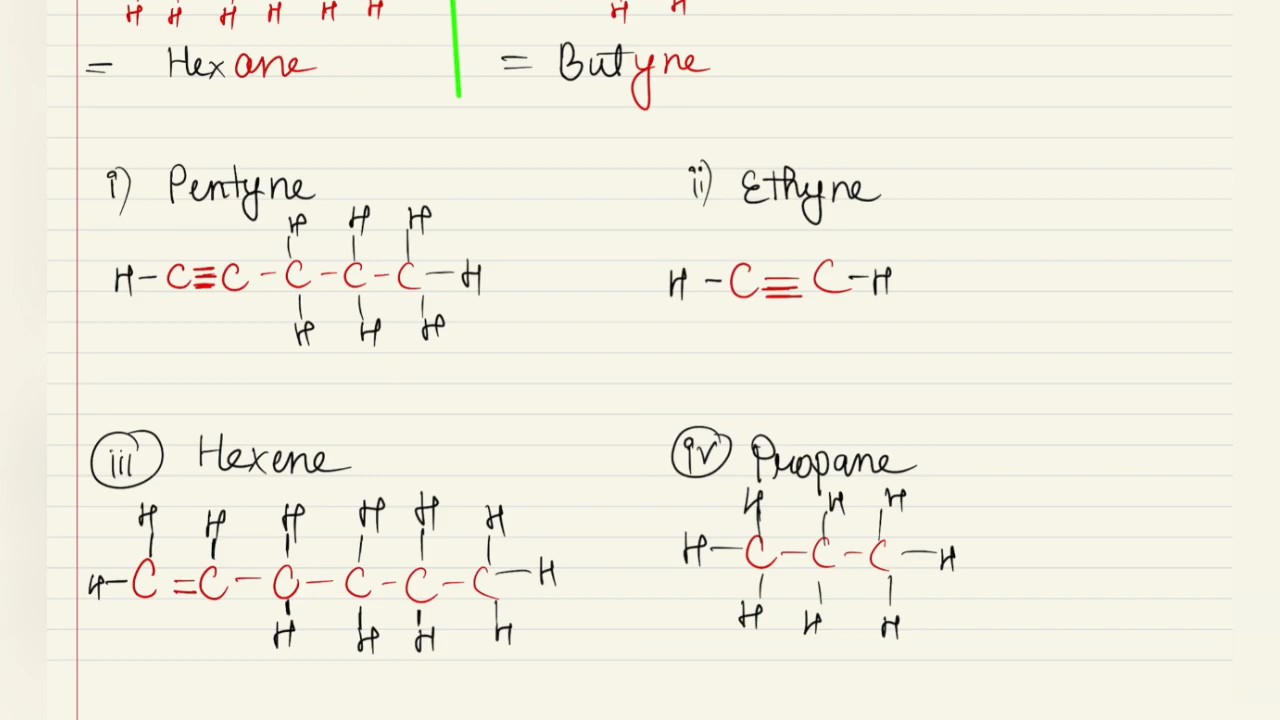 H H H H H H H H
= Hexane = Butyne
i) Pentyne ii) Ethyne
H H H
H-C≡C-C-C-C-H H-C≡C-H
H H H
iii Hexene iv Propane
H H H H H H H H H
H-C=C-C-C-C-C-H H-C-C-C-H
H H H H H H H